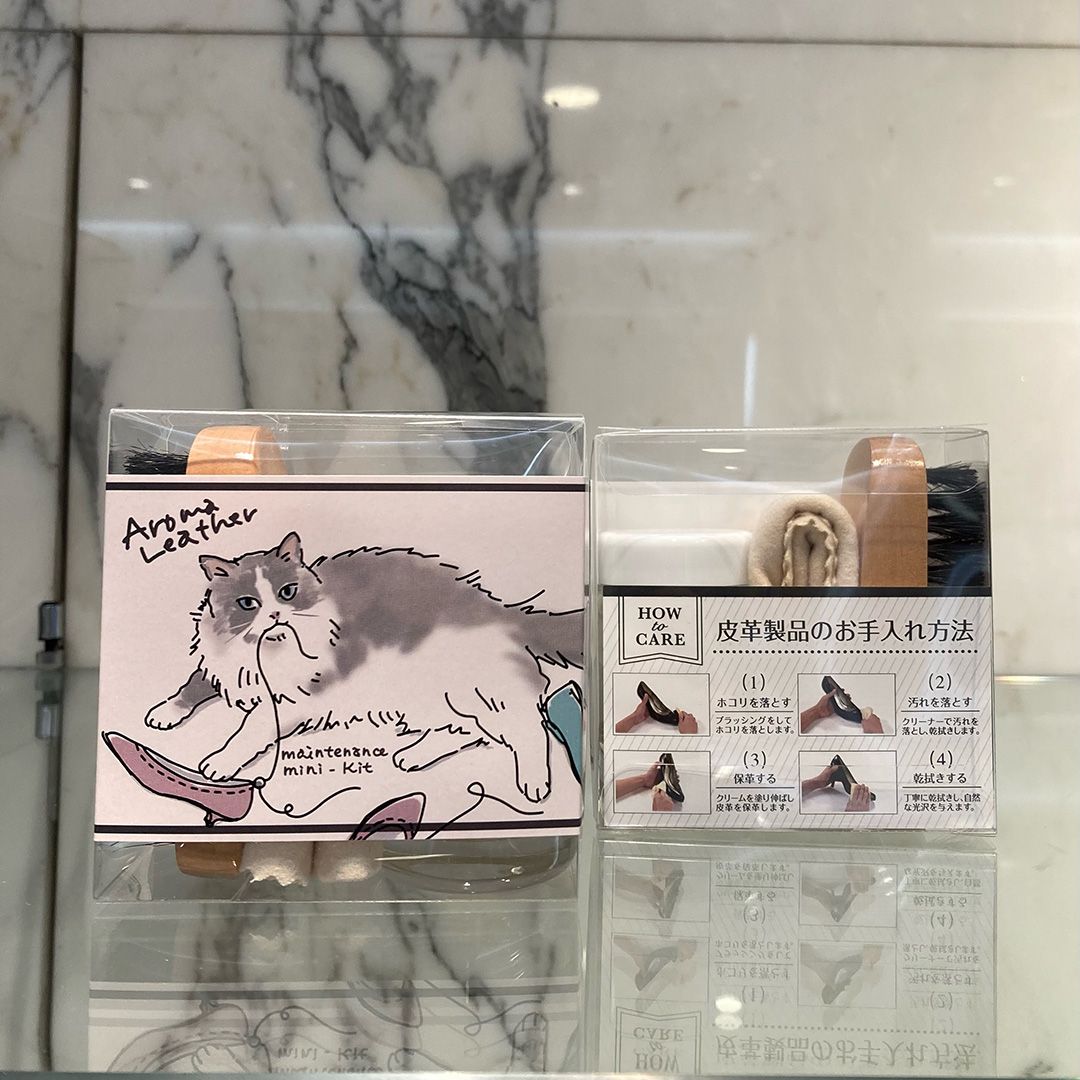 Aroma
Leather
maintenance
mini - Kit
HOW
to
CARE
皮革製品のお手入れ方法
(1)
ホコリを落とす
ブラッシングをして
ホコリを落とします。
(2)
汚れを落とす
クリーナーで汚れを
落とし、乾拭きします。
(3)
保革する
クリームを塗り伸ばし
皮革を保革します。
(4)
乾拭きする
丁寧に乾拭きし、自然
な光沢を与えます。